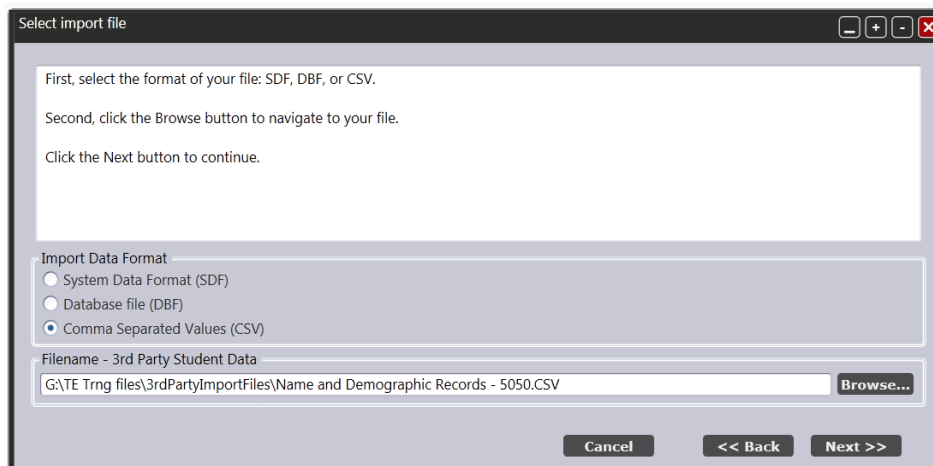 Select import file
First, select the format of your file: SDF, DBF, or CSV.
Second, click the Browse button to navigate to your file.
Click the Next button to continue.
Import Data Format
System Data Format (SDF)
Database file (DBF)
Comma Separated Values (CSV)
Filename - 3rd Party Student Data
G:\TE Trng files\3rdPartyImportFiles\Name and Demographic Records - 5050.CSV
Browse...
Cancel
<< Back
Next >>